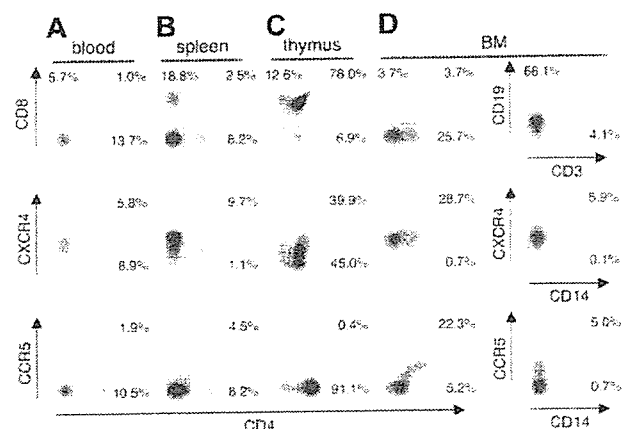 A B C D
blood spleen thymus BM
5.7% 1.0% 18.8% 2.5% 12.6% 78.0% 3.7% 3.7% 66.1%
CD8 CD19
13.7% 8.2% 6.9% 25.7% 4.1%
CD3
5.8% 9.7% 39.9% 28.7% 5.9%
CXCR4 CXCR4
8.9% 1.1% 45.0% 0.7% 0.1%
CD14
1.9% 4.5% 0.4% 22.3% 5.0%
CCR5 CCR5
10.5% 8.2% 91.1% 5.2% 0.7%
CD4 CD14